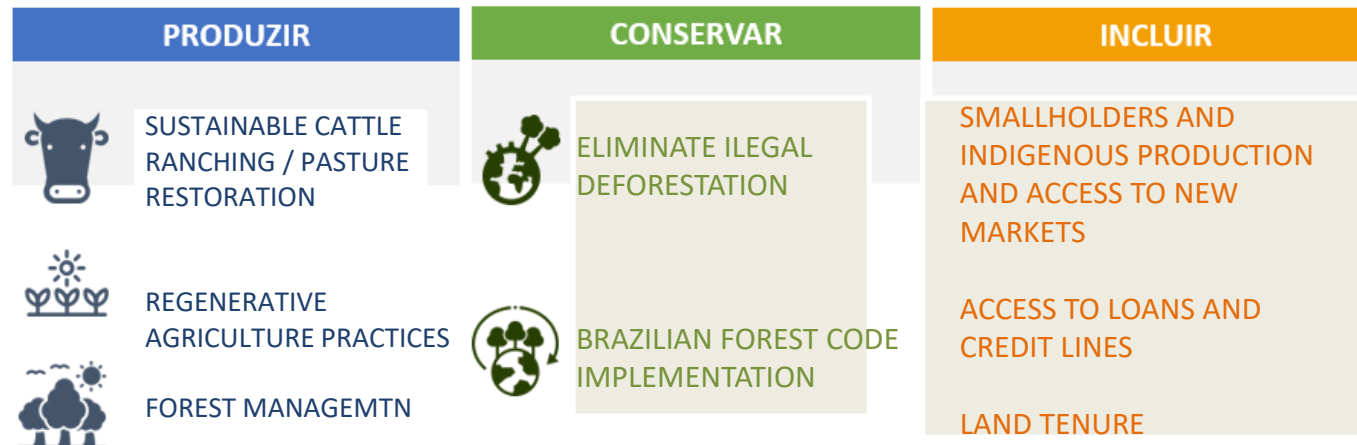 PRODUZIR
SUSTAINABLE CATTLE
RANCHING / PASTURE
RESTORATION
REGENERATIVE
AGRICULTURE PRACTICES
FOREST MANAGEMTN
CONSERVAR
ELIMINATE ILEGAL
DEFORESTATION
BRAZILIAN FOREST CODE
IMPLEMENTATION
INCLUIR
SMALLHOLDERS AND
INDIGENOUS PRODUCTION
AND ACCESS TO NEW
MARKETS
ACCESS TO LOANS AND
CREDIT LINES
LAND TENURE